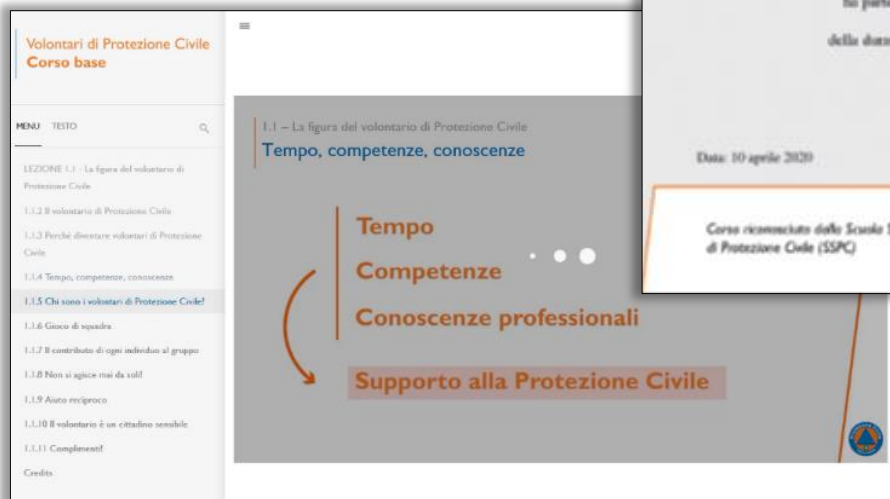 Volontari di Protezione Civile
Corso base
MENU TESTO
LEZIONE 1.1 - La figura del volontario di
Protezione Civile
1.1.2 Il volontario di Protezione Civile
1.1.3 Perché diventare volontari di Protezione
Civile
1.1.4 Tempo, competenze, conoscenze
1.1.5 Chi sono i volontari di Protezione Civile?
1.1.6 Gioco di squadra
1.1.7 Il contributo di ogni individuo al gruppo
1.1.8 Non si agisce mai da soli!
1.1.9 Aiuto reciproco
1.1.10 Il volontario è un cittadino sensibile
1.1.11 Complimenti!
Credits
1.1 – La figura del volontario di Protezione Civile
Tempo, competenze, conoscenze
Tempo
Competenze
Conoscenze professionali
Supporto alla Protezione Civile
ha parte
della dura
Data: 10 aprile 2020
Corso riconosciuto dalla Scuola S
di Protezione Civile (SSPC)